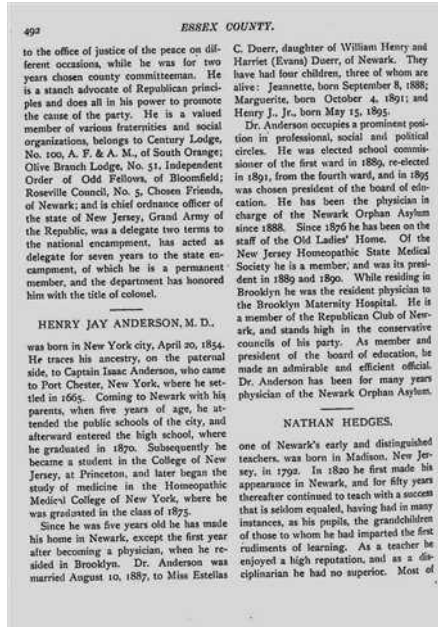 492
ESSEX COUNTY.
to the office of justice of the peace on dif-
ferent occasions, while he was for two
years chosen county committeeman. He
is a stanch advocate of Republican princi-
ples and does all in his power to promote
the cause of the party. He is a valued
member of various fraternities and social
organizations, belongs to Century Lodge,
No. 100, A. F. & A. M., of South Orange;
Olive Branch Lodge, No. 51, Independent
Order of Odd Fellows, of Bloomfield;
Roseville Council, No. 5, Chosen Friends,
of Newark; and is chief ordnance officer of
the state of New Jersey, Grand Army of
the Republic, was a delegate two terms to
the national encampment, has acted as
delegate for seven years to the state en-
campment, of which he is a permanent
member, and the department has honored
him with the title of colonel.
HENRY JAY ANDERSON, M. D.,
was born in New York city, April 20, 1854.
He traces his ancestry, on the paternal
side, to Captain Isaac Anderson, who came
to Port Chester, New York, where he set-
tled in 1665. Coming to Newark with his
parents, when five years of age, he at-
tended the public schools of the city, and
afterward entered the high school, where
he graduated in 1870. Subsequently he
became a student in the College of New
Jersey, at Princeton, and later began the
study of medicine in the Homeopathic
Medical College of New York, where he
was graduated in the class of 1875.
Since he was five years old he has made
his home in Newark, except the first year
after becoming a physician, when he re-
sided in Brooklyn. Dr. Anderson was
married August 10, 1887, to Miss Estellas
C. Duerr, daughter of William Henry and
Harriet (Evans) Duerr, of Newark. They
have had four children, three of whom are
alive: Jeannette, born September 8, 1888;
Marguerite, born October 4, 1891; and
Henry J., Jr., born May 15, 1895.
Dr. Anderson occupies a prominent posi-
tion in professional, social and political
circles. He was elected school commis-
sioner of the first ward in 1889, re-elected
in 1891, from the fourth ward, and in 1895
was chosen president of the board of edu-
cation. He has been the physician in
charge of the Newark Orphan Asylum
since 1888. Since 1876 he has been on the
staff of the Old Ladies' Home. Of the
New Jersey Homeopathic State Medical
Society he is a member, and was its presi-
dent in 1889 and 1890. While residing in
Brooklyn he was the resident physician to
the Brooklyn Maternity Hospital. He is
a member of the Republican Club of New-
ark, and stands high in the conservative
councils of his party. As member and
president of the board of education, he
made an admirable and efficient official.
Dr. Anderson has been for many years
physician of the Newark Orphan Asylum.
NATHAN HEDGES,
one of Newark's early and distinguished
teachers, was born in Madison, New Jer-
sey, in 1792. In 1820 he first made his
appearance in Newark, and for fifty years
thereafter continued to teach with a success
that is seldom equaled, having had in many
instances, as his pupils, the grandchildren
of those to whom he had imparted the first
rudiments of learning. As a teacher he
enjoyed a high reputation, and as a dis-
ciplinarian he had no superior. Most of